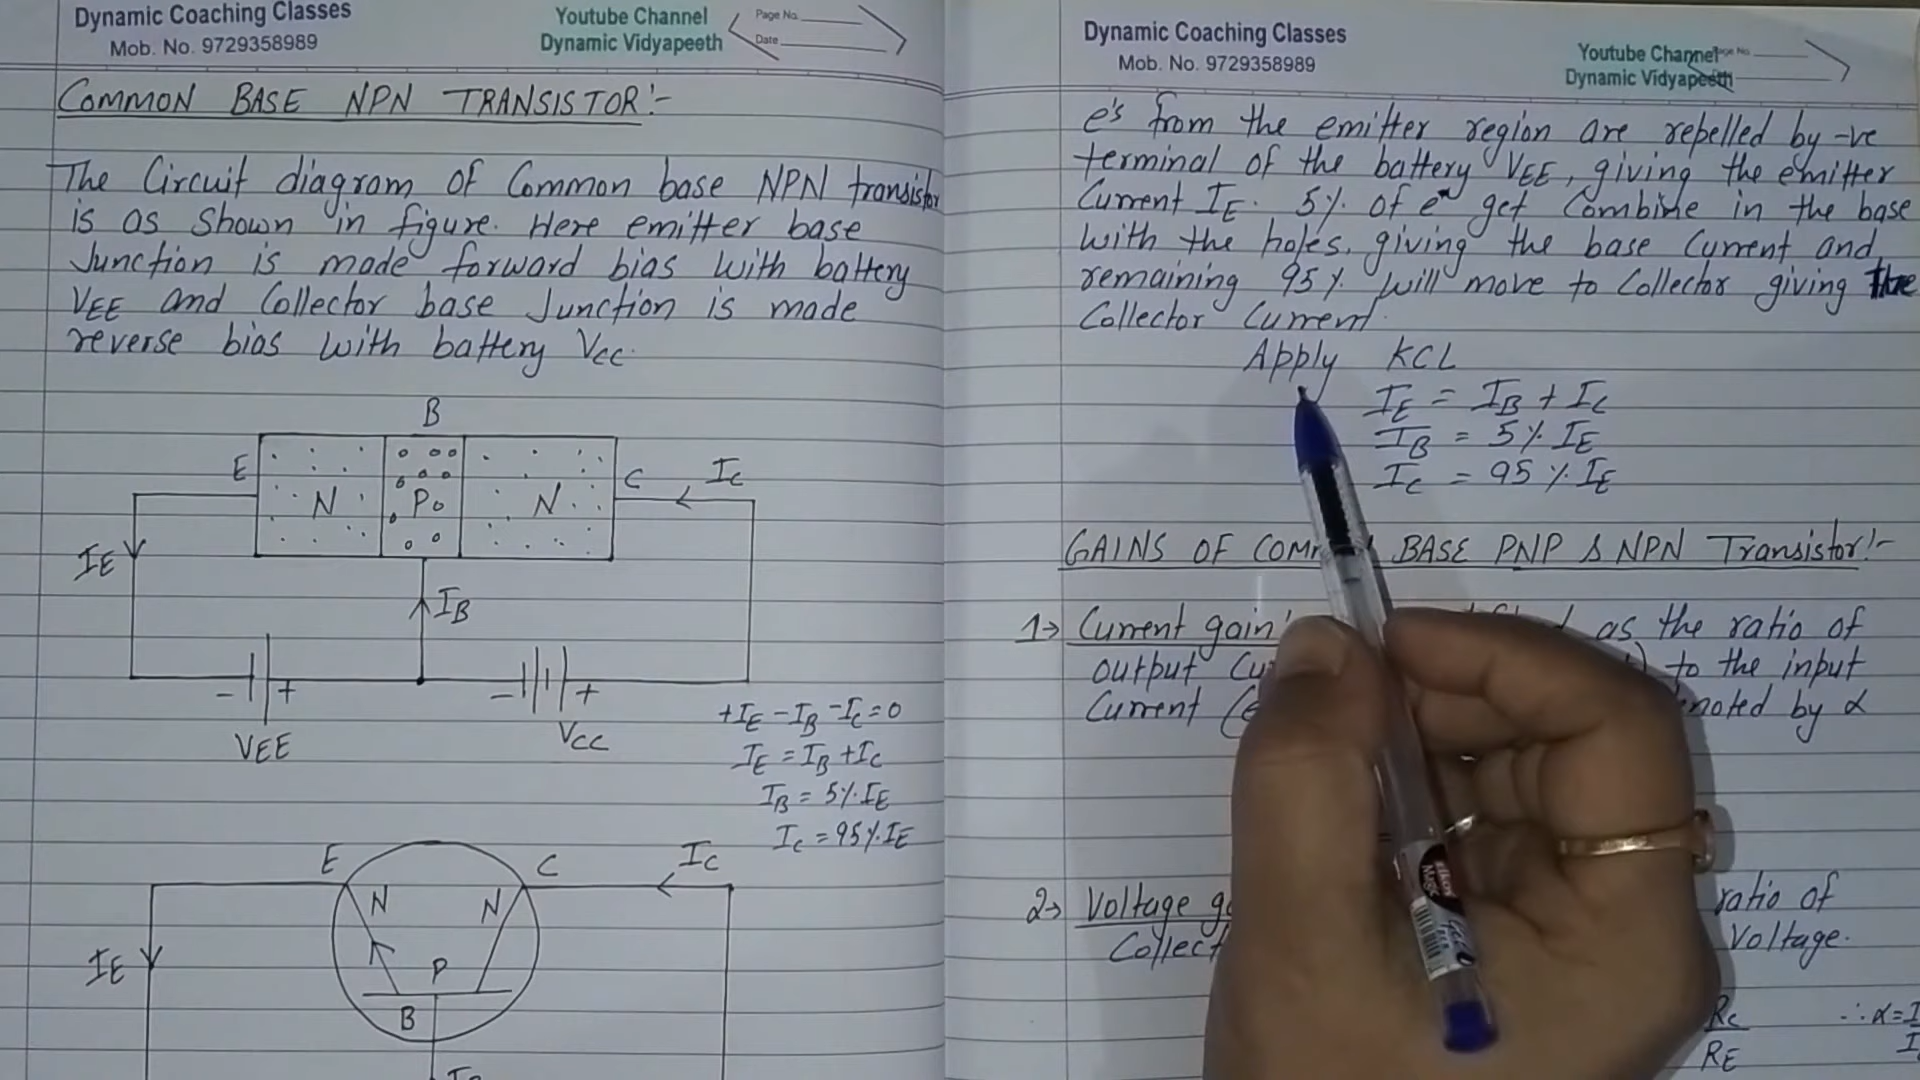 Dynamic Coaching Classes
Mob. No. 9729358989
Youtube Channel
Dynamic Vidyapeeth
Page No.
Date
COMMON BASE NPN TRANSISTOR:-
The Circuit diagram of Common base NPN transistor
is as shown in figure. Here emitter base
Junction is made forward bias with battery
VEE and Collector base Junction is made
reverse bias with battery Vcc.
B
E
N
P
N
C
IC
IE
IB
- +
- +
VEE
VCC
+IE - IB - IC = 0
IE = IB + IC
IB = 5% IE
IC = 95% IE
E
C
IC
N
N
IE
P
B
Dynamic Coaching Classes
Mob. No. 9729358989
Youtube Channel
Dynamic Vidyapeeth
e's from the emitter region are repelled by -ve
terminal of the battery VEE, giving the emitter
Current IE. 5% of e's get Combine in the base
with the holes, giving the base Current and
remaining 95% will move to Collector giving the
Collector Current.
Apply KCL
IE = IB + IC
IB = 5% IE
IC = 95% IE
GAINS OF BASE PNP & NPN Transistor:-
1→ Current gain as the ratio of
output to the input
Current by α
2→ Voltage ratio of
Voltage.
RC
RE
∴ α =